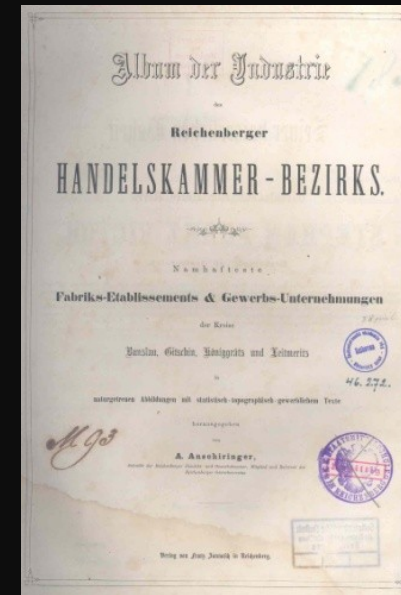 Album der Industrie
des
Reichenberger
HANDELSKAMMER-BEZIRKS.
Namhafteste
Fabriks-Etablissements & Gewerbs-Unternehmungen
der Kreise
Bunzlau, Gitschin, Königgrätz und Leitmeritz
in
naturgetreuen Abbildungen mit statistisch-topographisch-gewerblichem Texte
herausgegeben
von
A. Anschiringer,
46.272.
M 93
Verlag von Franz Jannasch in Reichenberg.